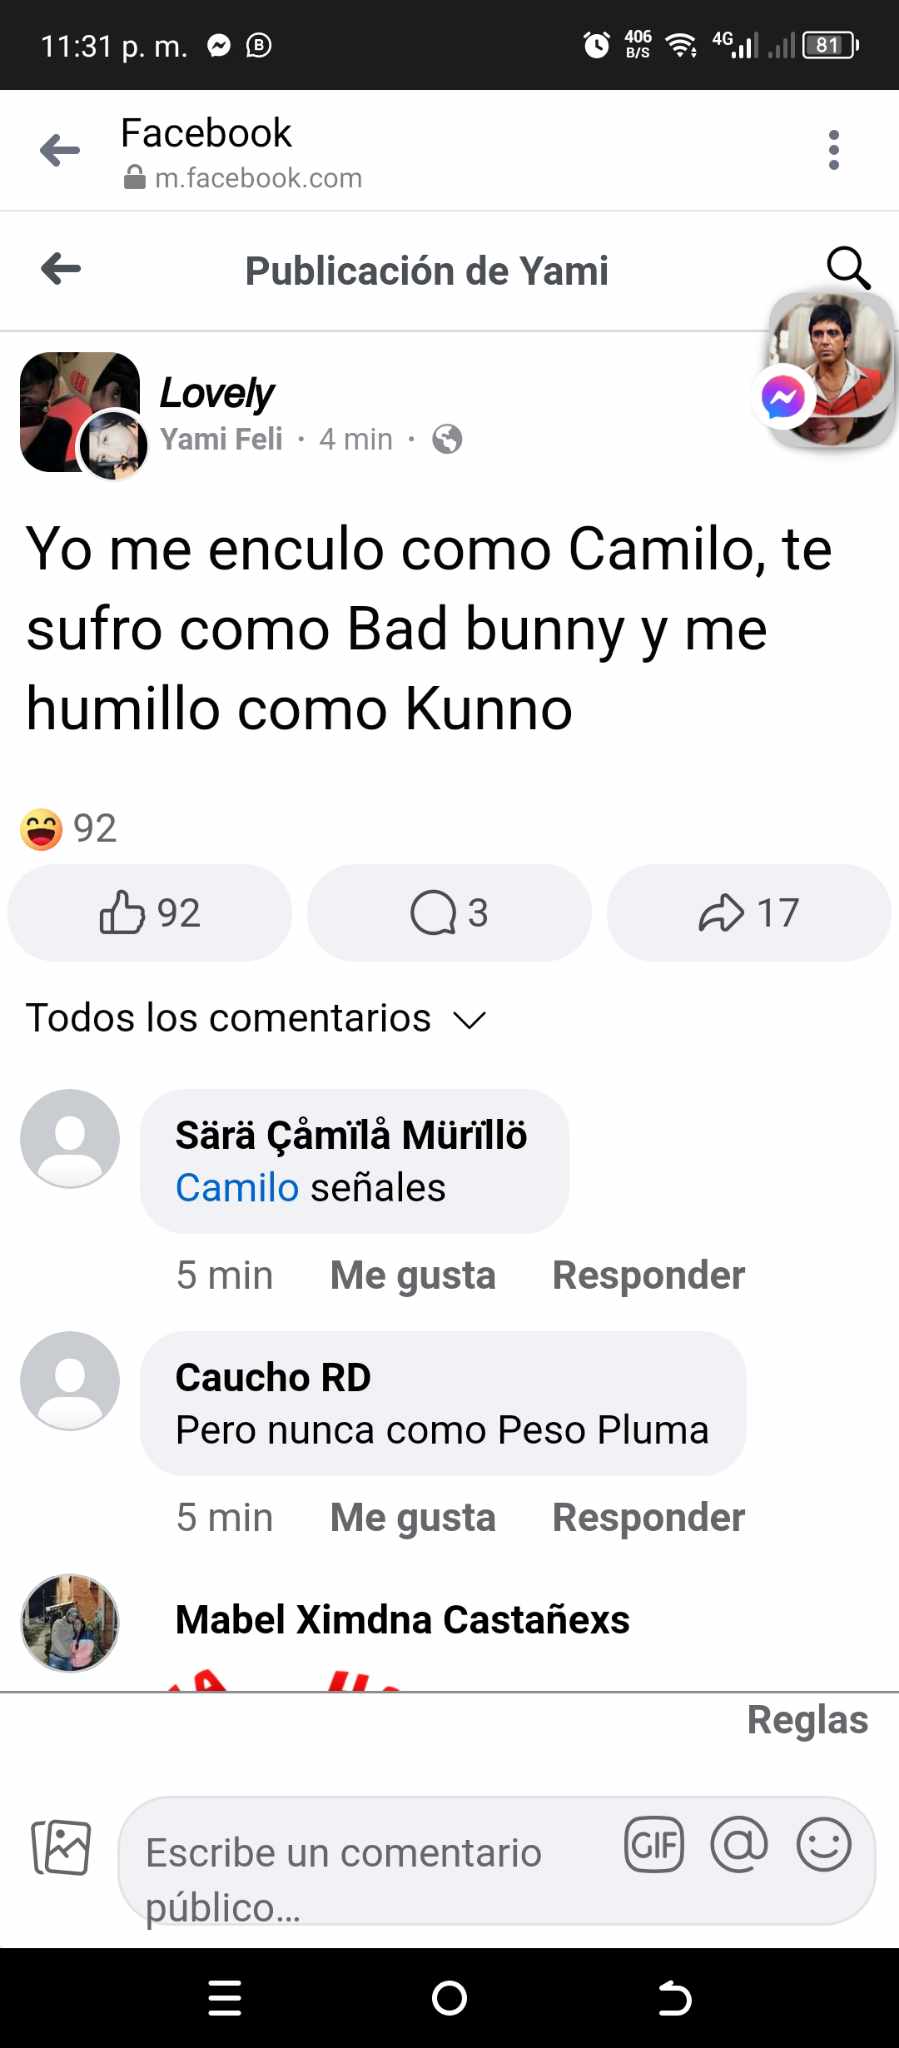 11:31 p. m.
406
B/S
4G
81
Facebook
m.facebook.com
Publicación de Yami
Lovely
Yami Feli · 4 min ·
Yo me enculo como Camilo, te
sufro como Bad bunny y me
humillo como Kunno
92
92
3
17
Todos los comentarios
Särä Çåmïlå Mürïllö
Camilo señales
5 min Me gusta Responder
Caucho RD
Pero nunca como Peso Pluma
5 min Me gusta Responder
Mabel Ximdna Castañexs
Reglas
Escribe un comentario
público...
GIF